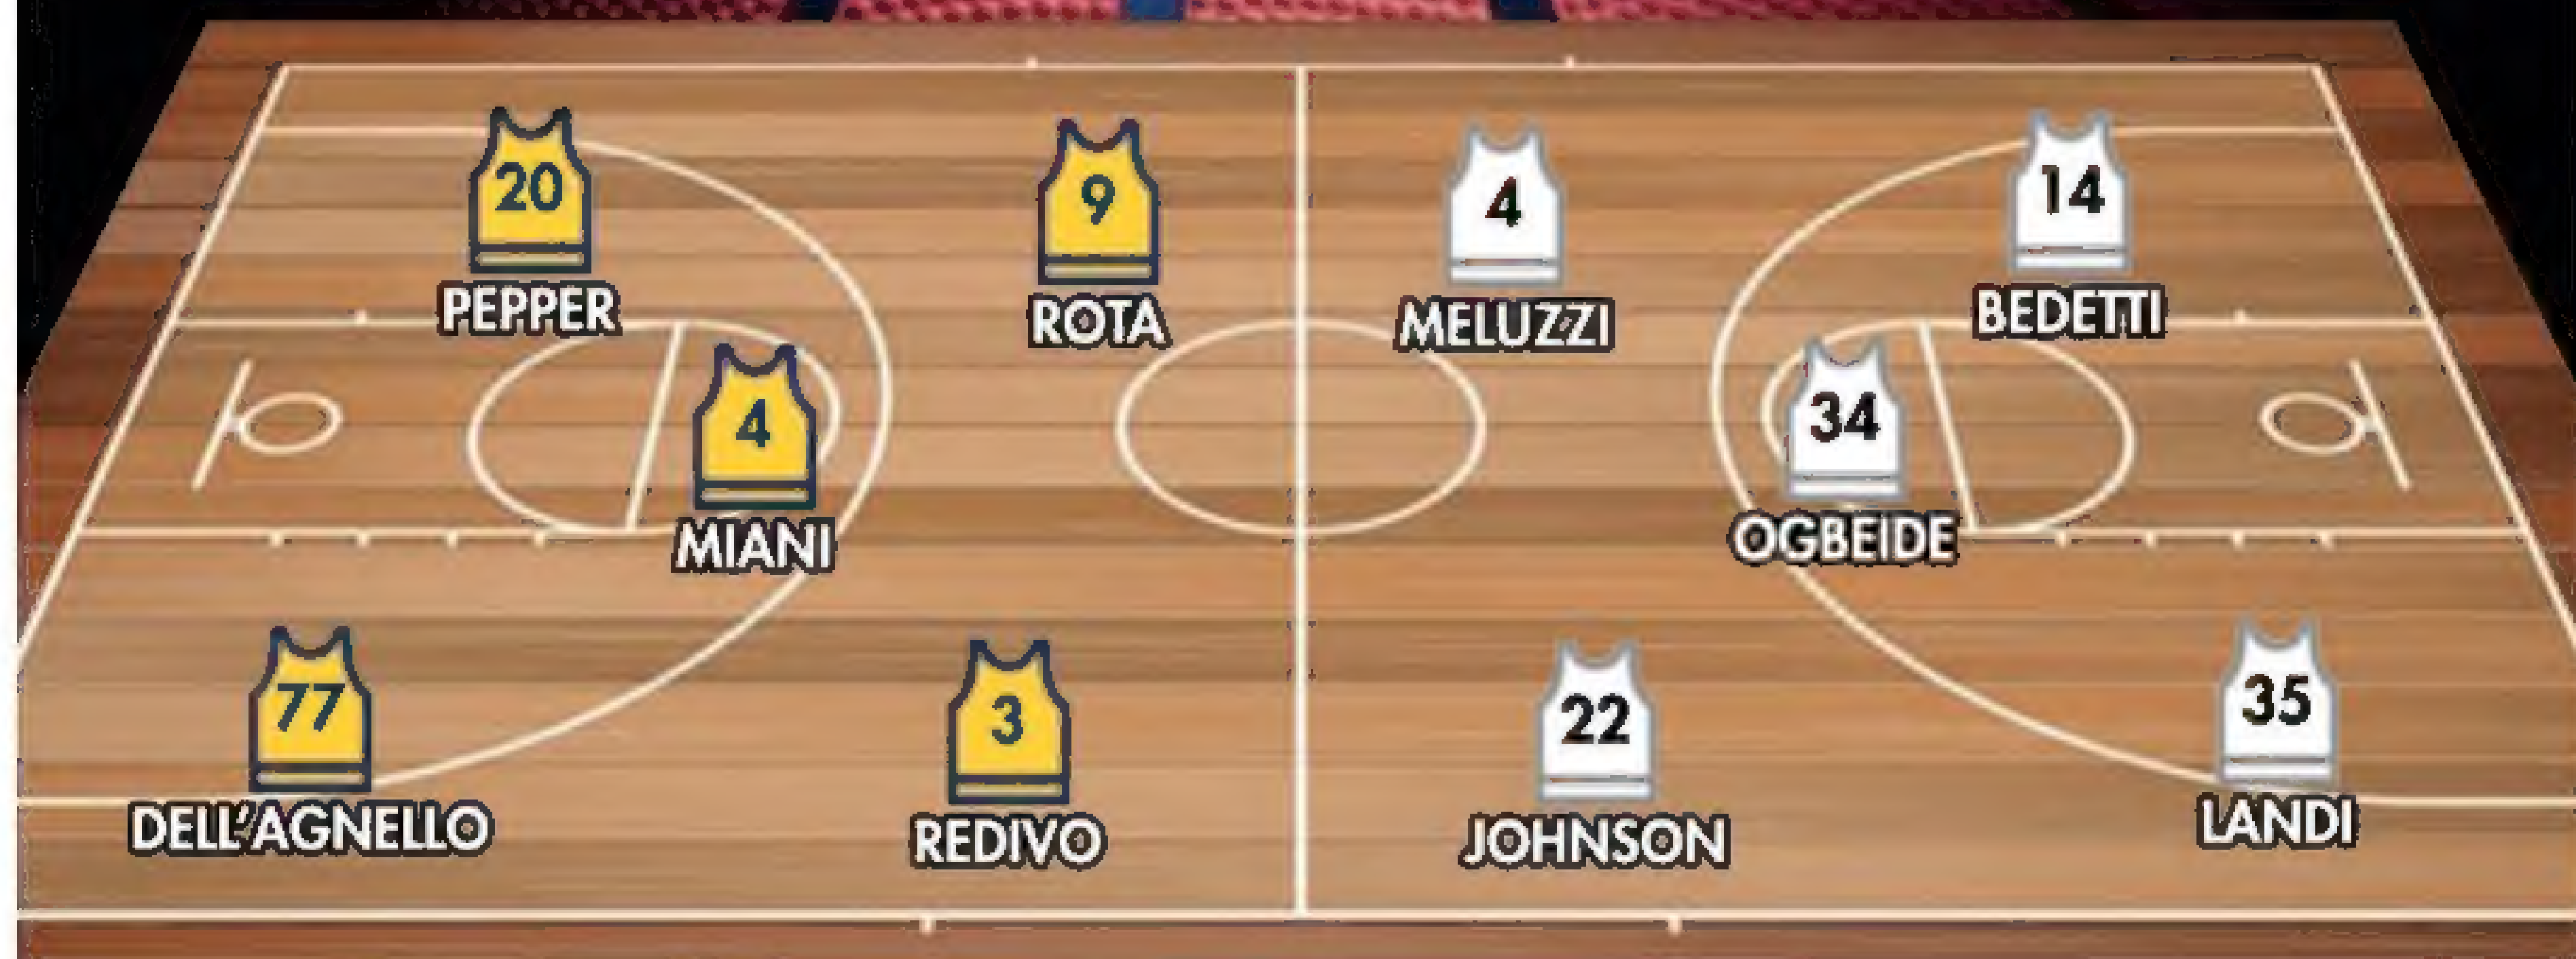 20
PEPPER
9
ROTA
4
MELUZZI
14
BEDETTI
4
MIANI
34
OGBEIDE
77
DELL'AGNELLO
3
REDIVO
22
JOHNSON
35
LANDI